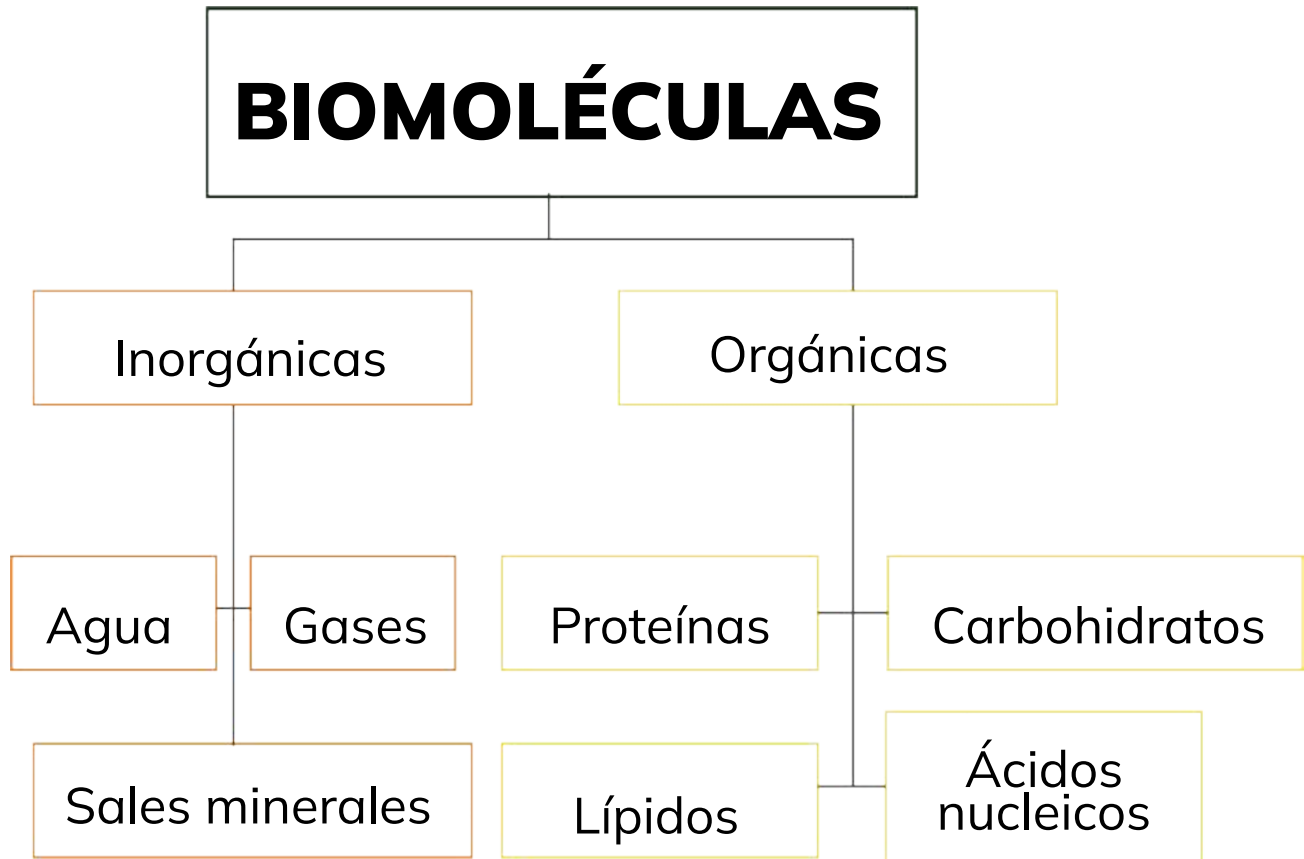 BIOMOLÉCULAS
Inorgánicas
Orgánicas
Agua
Gases
Proteínas
Carbohidratos
Sales minerales
Lípidos
Ácidos
nucleicos